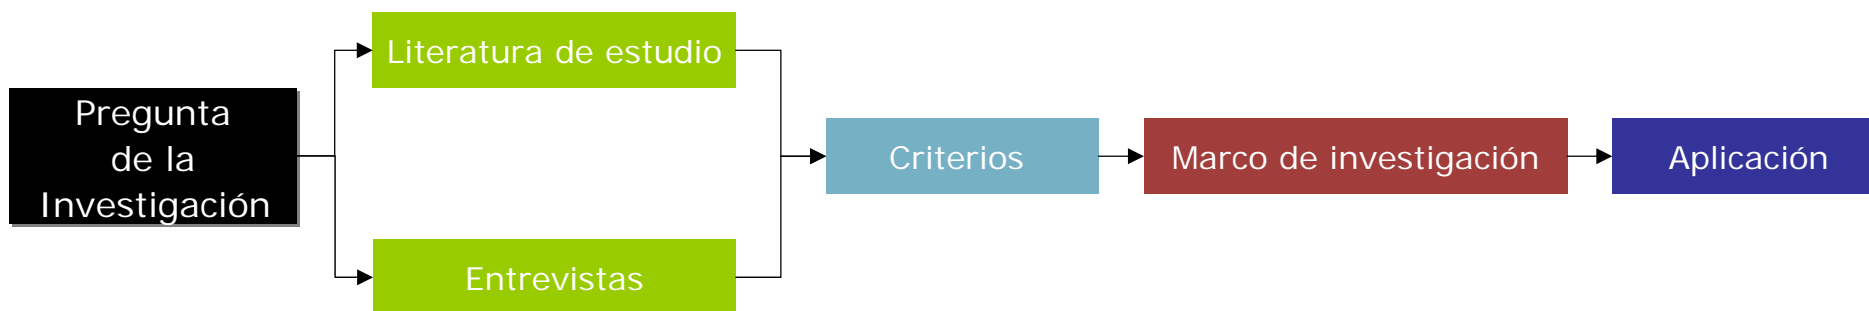 Pregunta
de la
Investigación
Literatura de estudio
Entrevistas
Criterios
Marco de investigación
Aplicación